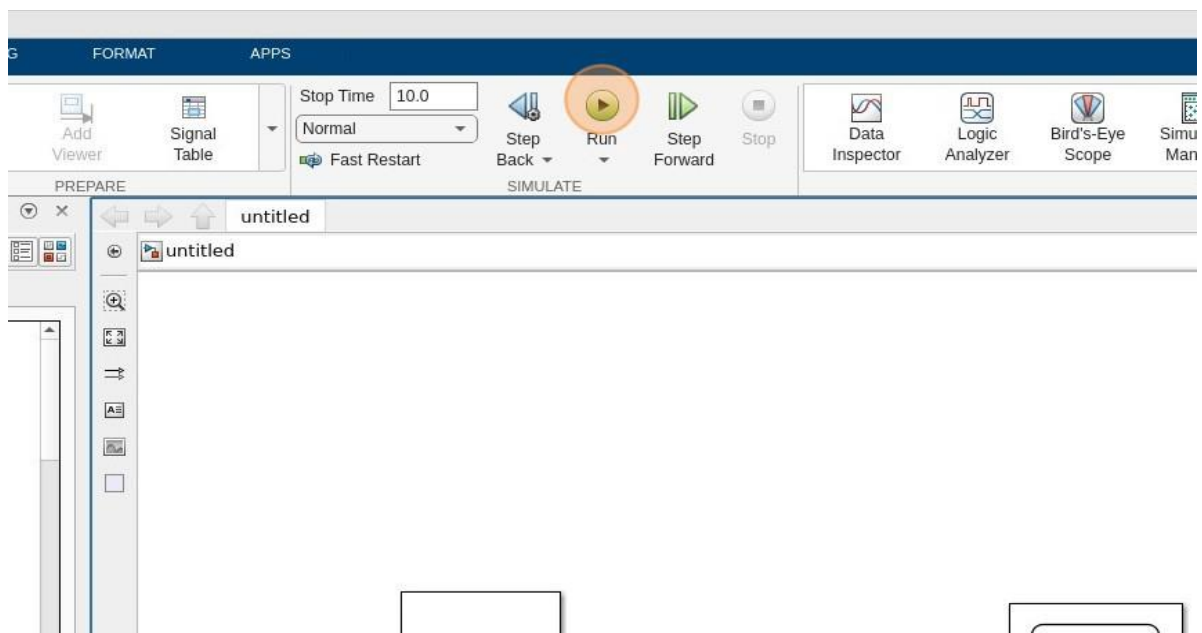 G FORMAT APPS
Stop Time 10.0
Normal
Fast Restart
Add
Viewer
Signal
Table
Step
Back
Run
Step
Forward
Stop
Data
Inspector
Logic
Analyzer
Bird's-Eye
Scope
Simu
Man
PREPARE
SIMULATE
untitled
untitled